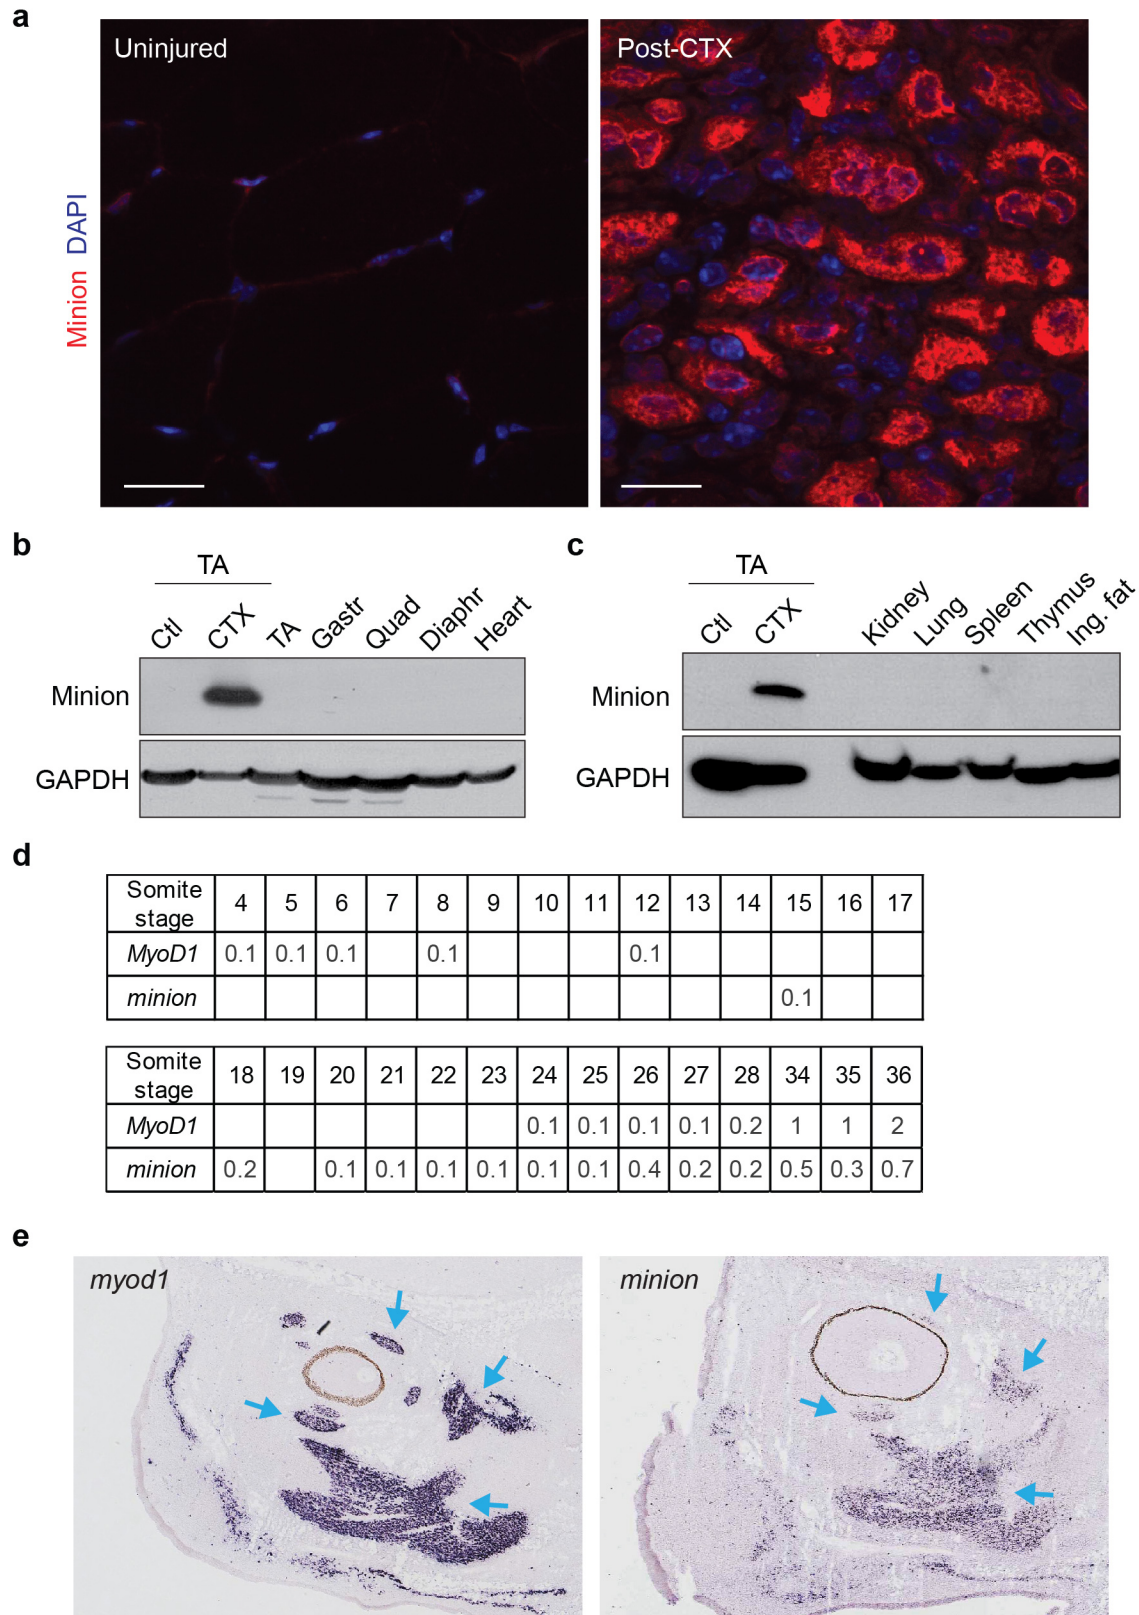 a
Uninjured
Post-CTX
Minion DAPI
b
TA
Ctl CTX TA Gastr Quad Diaphr Heart
Minion
GAPDH
c
TA
Ctl CTX Kidney Lung Spleen Thymus Ing. fat
Minion
GAPDH
d
Somite stage 4 5 6 7 8 9 10 11 12 13 14 15 16 17
MyoD1 0.1 0.1 0.1 0.1 0.1
minion 0.1
Somite stage 18 19 20 21 22 23 24 25 26 27 28 34 35 36
MyoD1 0.1 0.1 0.1 0.1 0.2 1 1 2
minion 0.2 0.1 0.1 0.1 0.1 0.1 0.1 0.4 0.2 0.2 0.5 0.3 0.7
e
myod1
minion